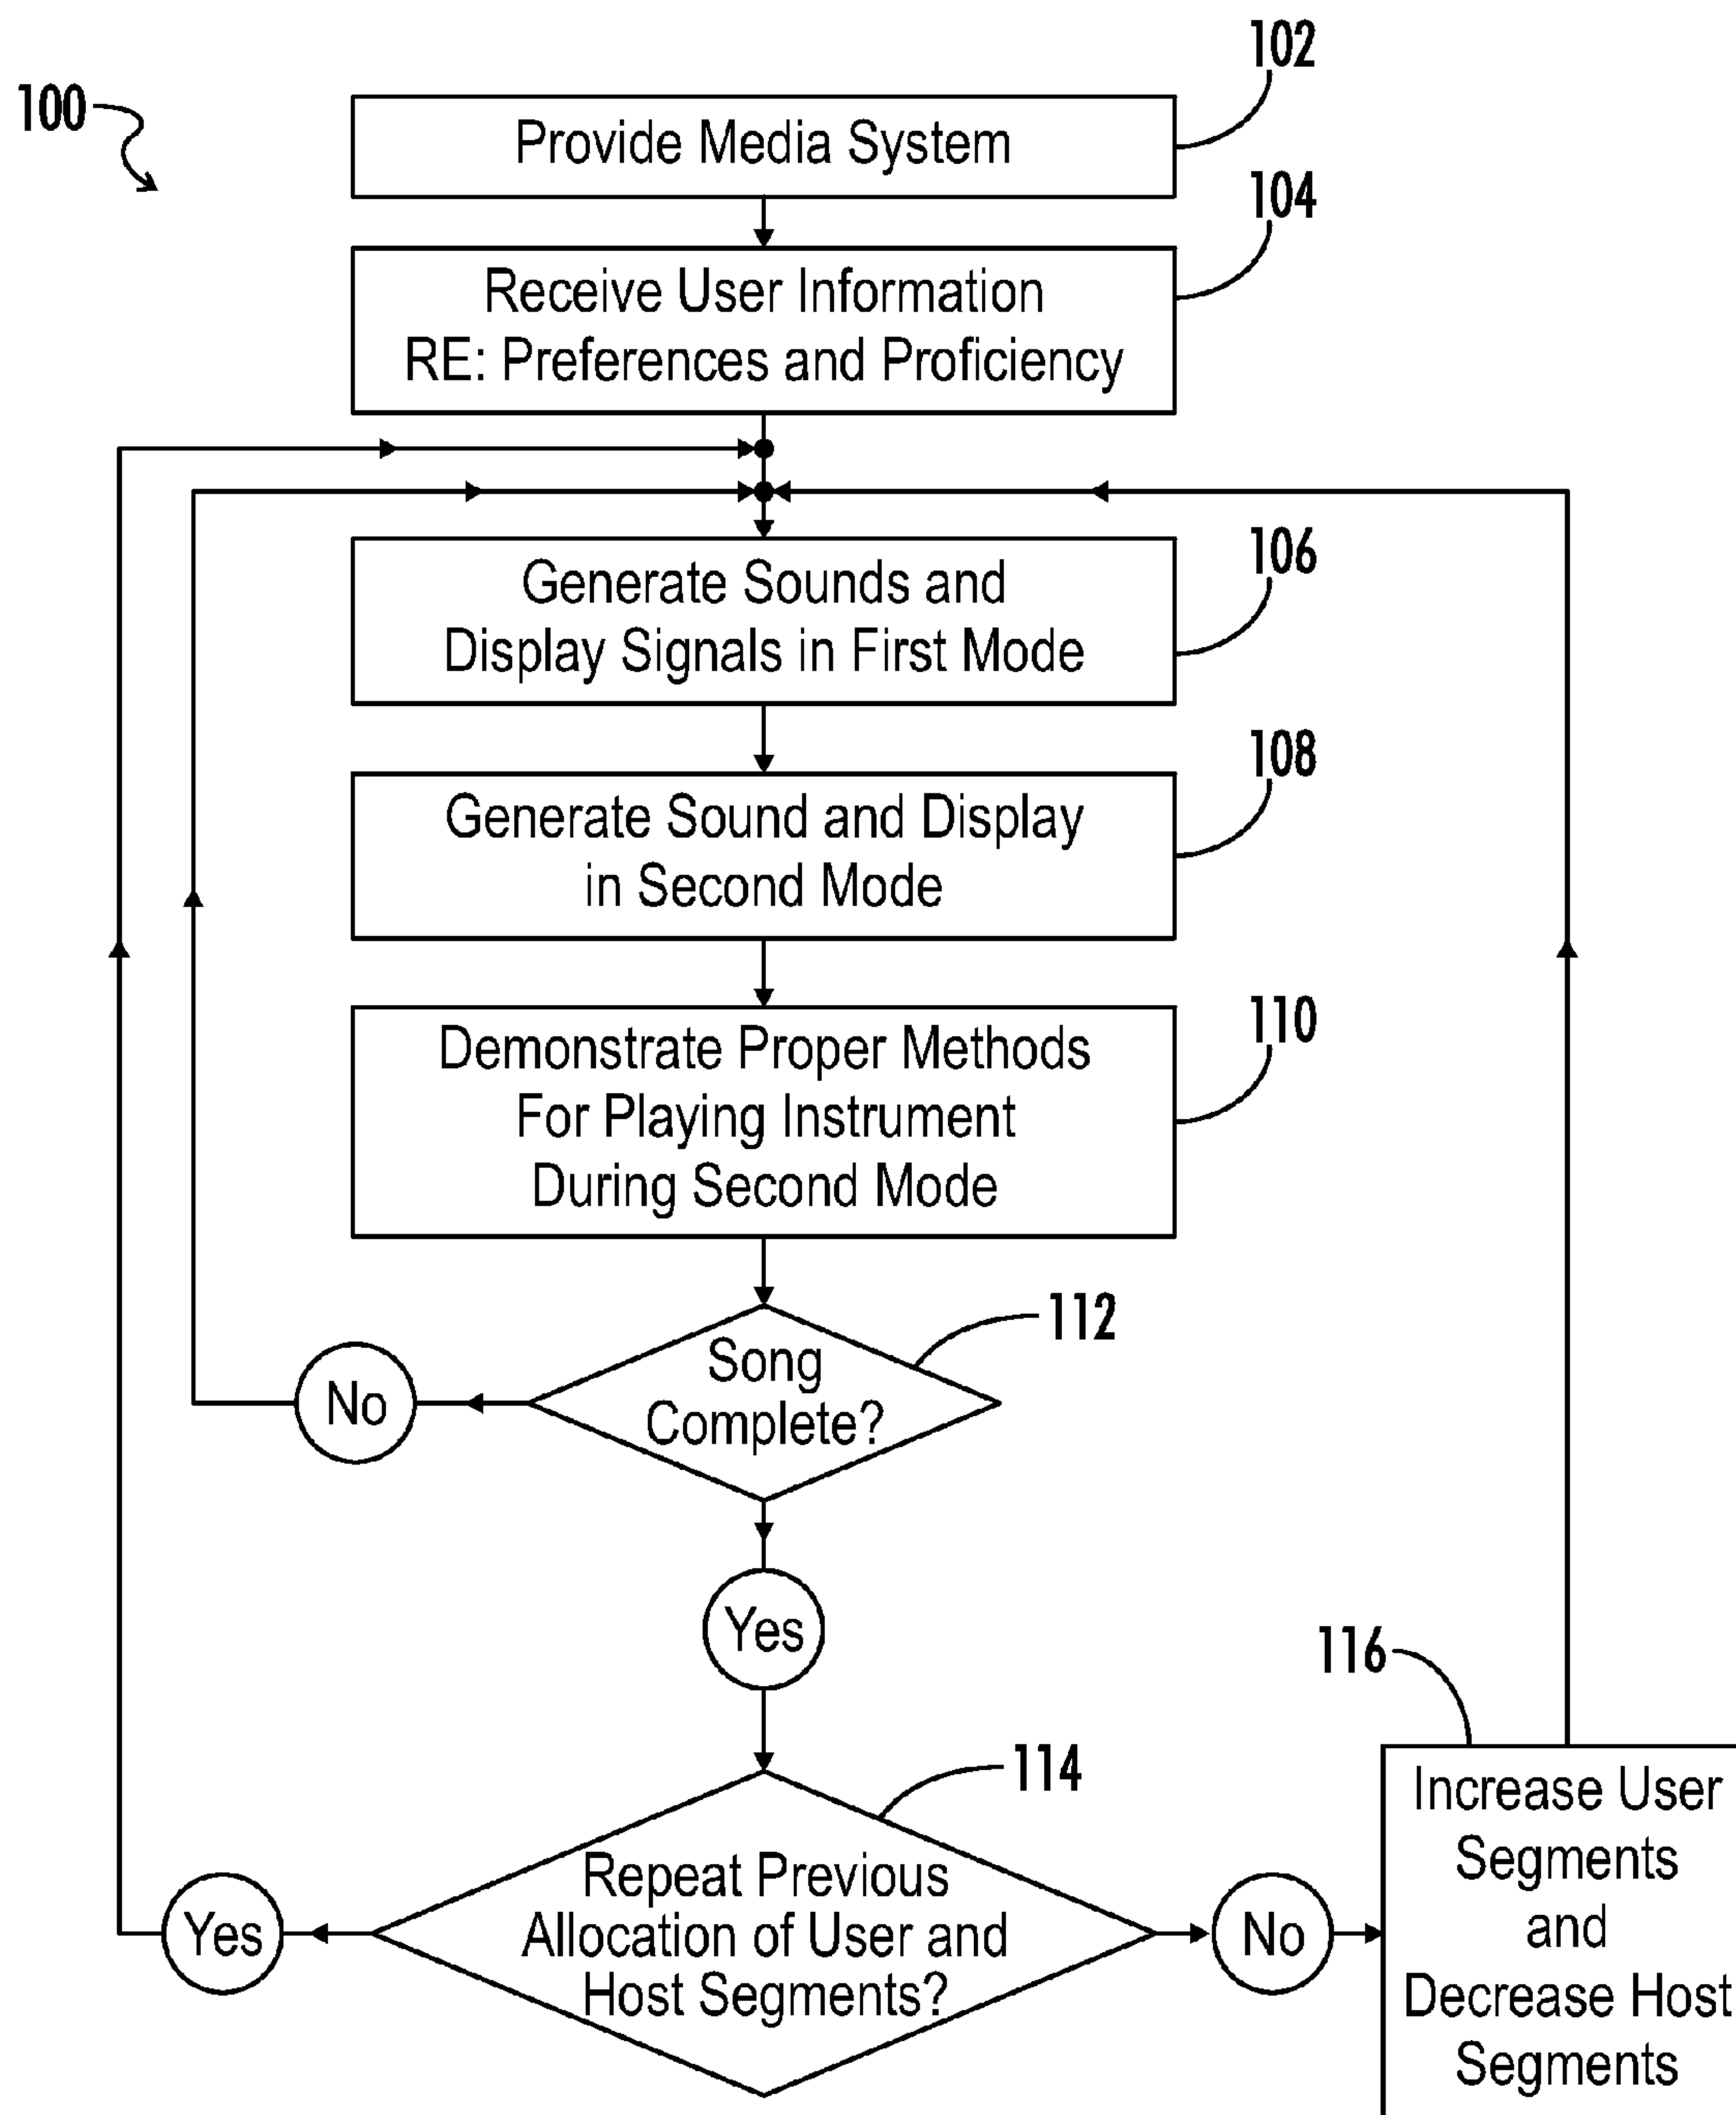 100
102
Provide Media System
104
Receive User Information
RE: Preferences and Proficiency
106
Generate Sounds and
Display Signals in First Mode
108
Generate Sound and Display
in Second Mode
110
Demonstrate Proper Methods
For Playing Instrument
During Second Mode
112
Song
Complete?
No
Yes
114
Repeat Previous
Allocation of User and
Host Segments?
Yes
No
116
Increase User
Segments
and
Decrease Host
Segments